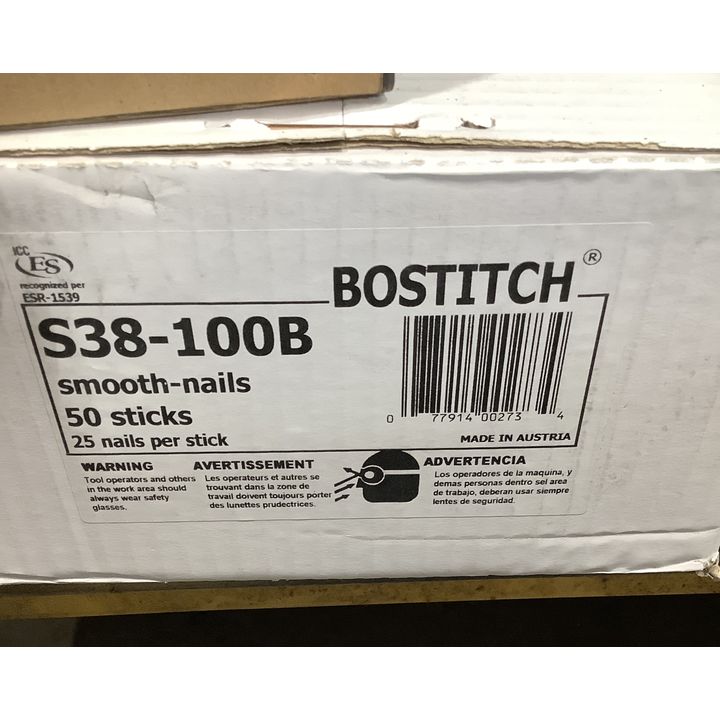 ICC
ES
recognized per
ESR-1539
BOSTITCH®
S38-100B
smooth-nails
50 sticks
25 nails per stick
0 77914 00273 4
MADE IN AUSTRIA
WARNING
Tool operators and others
in the work area should
always wear safety
glasses.
AVERTISSEMENT
Les operateurs et autres se
trouvant dans la zone de
travail doivent toujours porter
des lunettes prudectrices.
ADVERTENCIA
Los operadores de la maquina, y
demas personas dentro sel area
de trabajo, deberan usar siempre
lentes de seguridad.